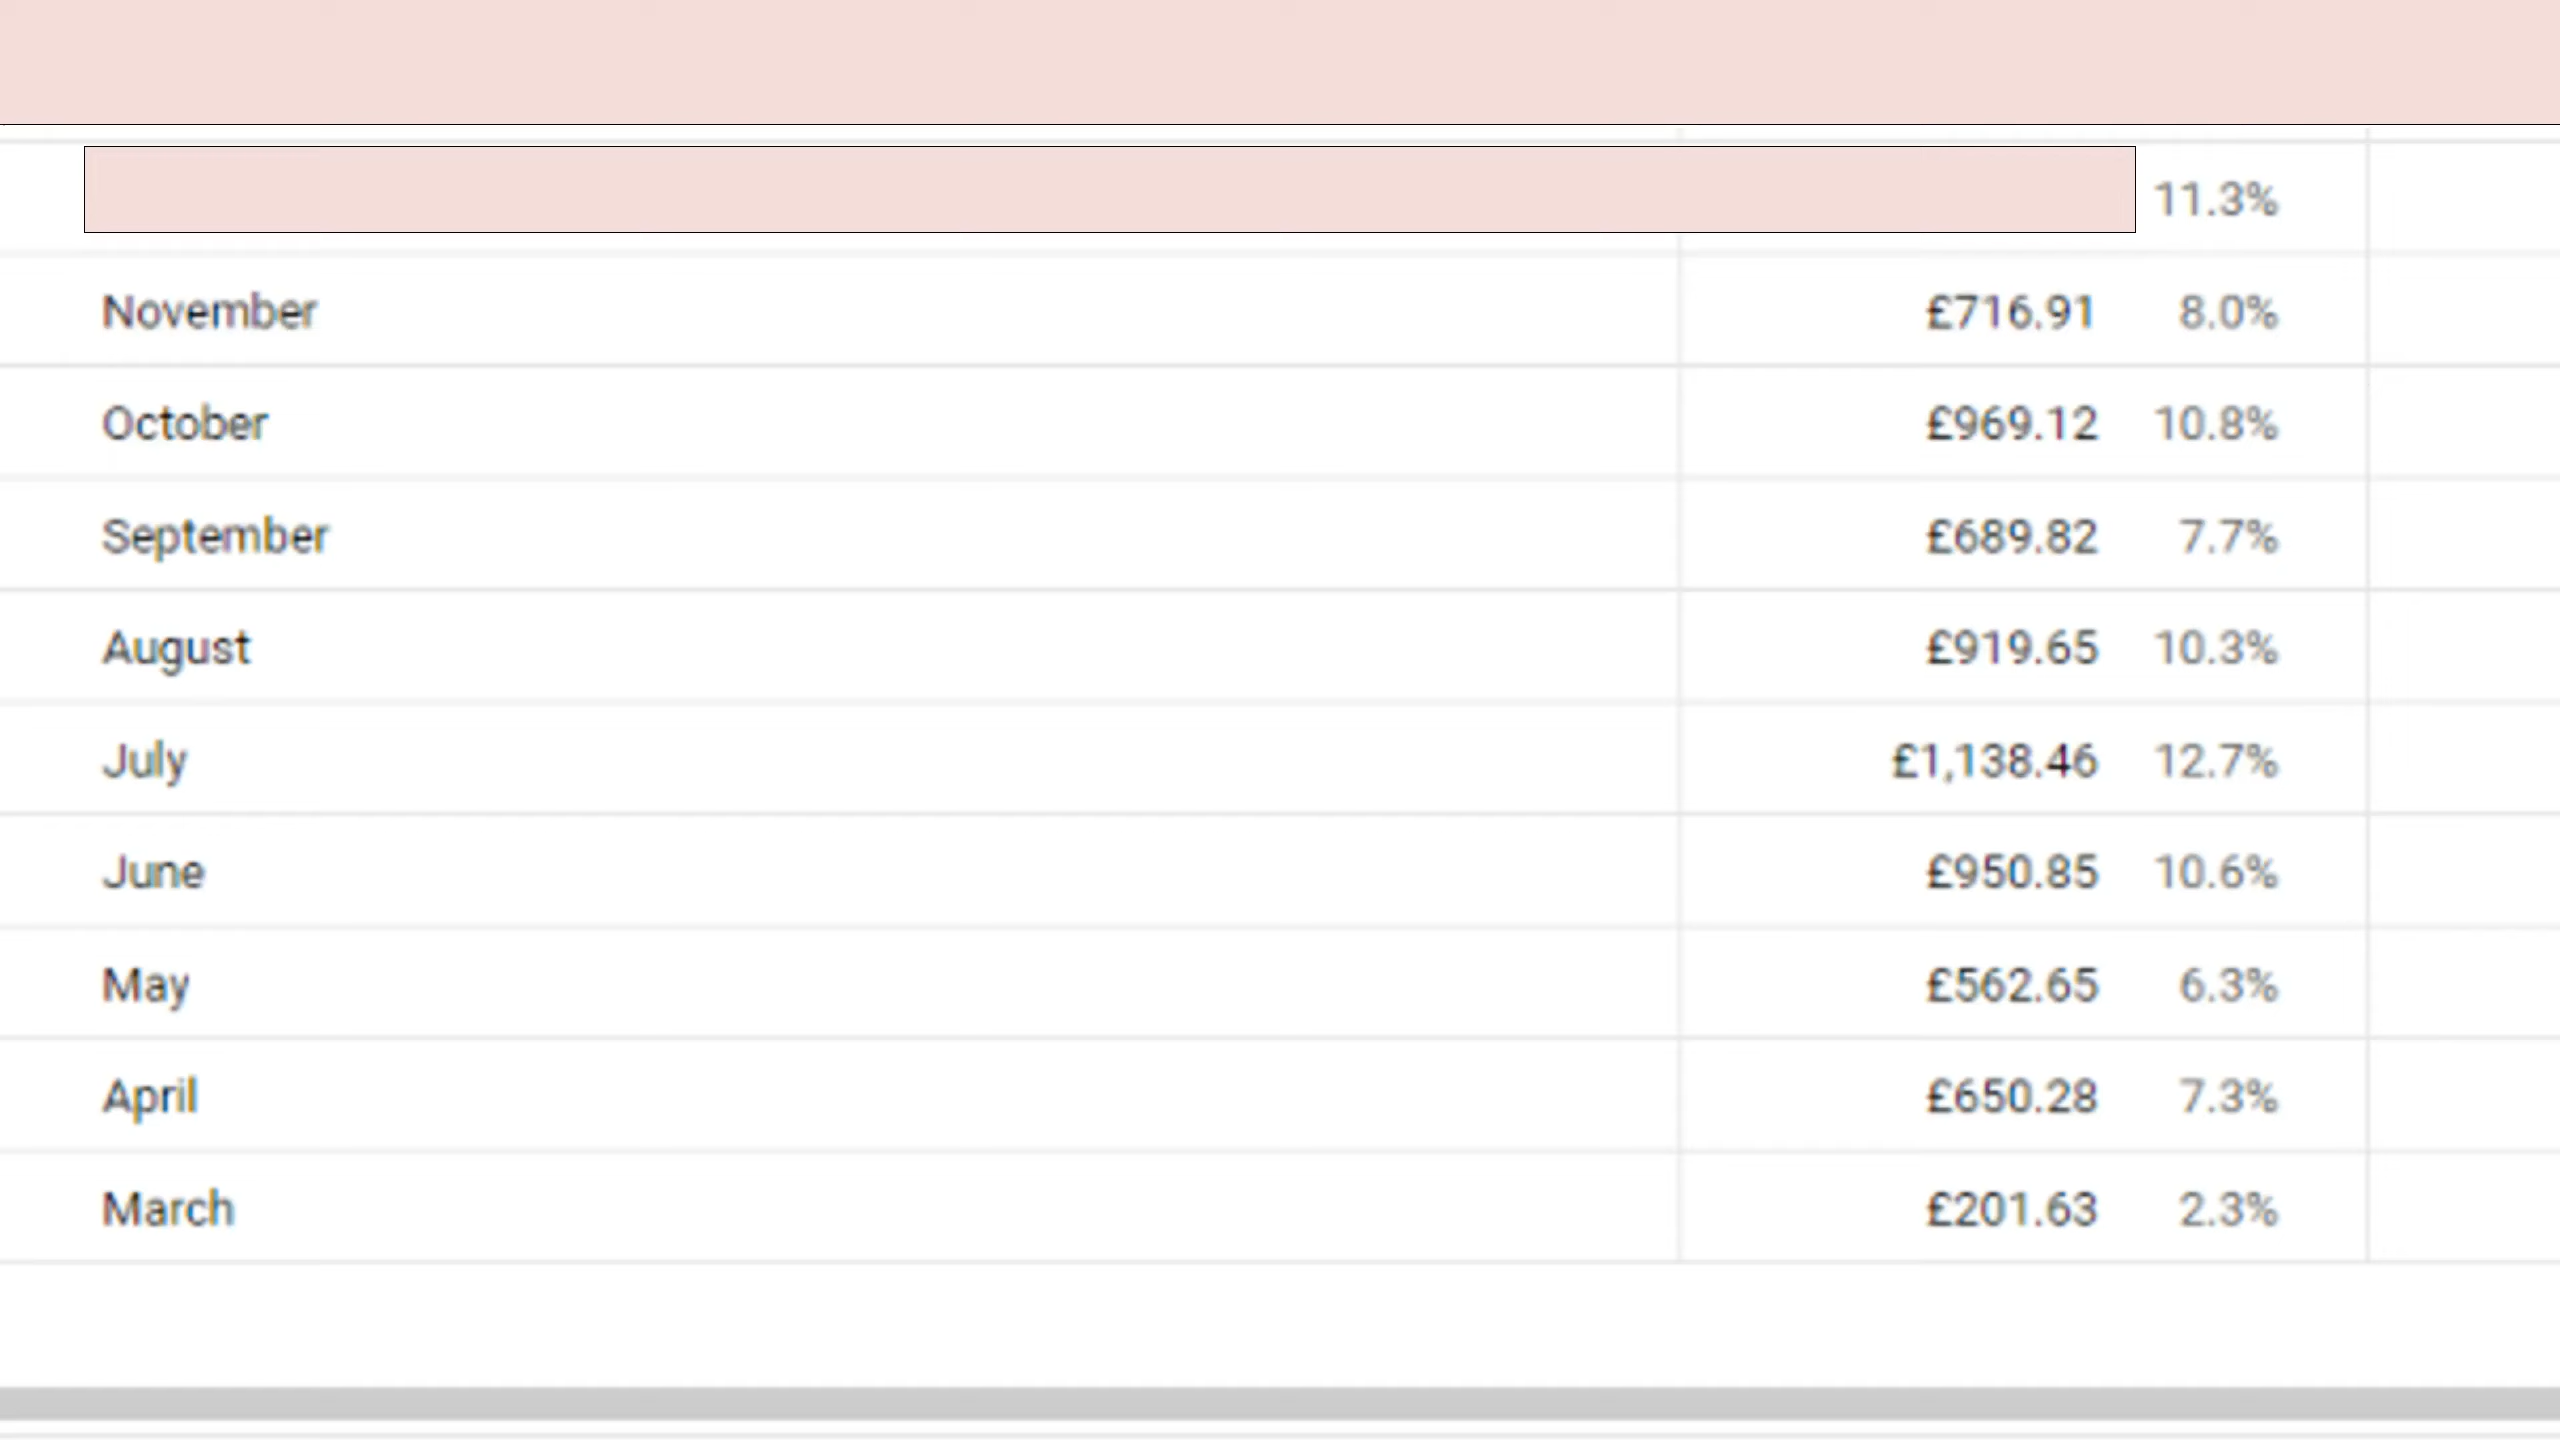 11.3%
November £716.91 8.0%
October £969.12 10.8%
September £689.82 7.7%
August £919.65 10.3%
July £1,138.46 12.7%
June £950.85 10.6%
May £562.65 6.3%
April £650.28 7.3%
March £201.63 2.3%